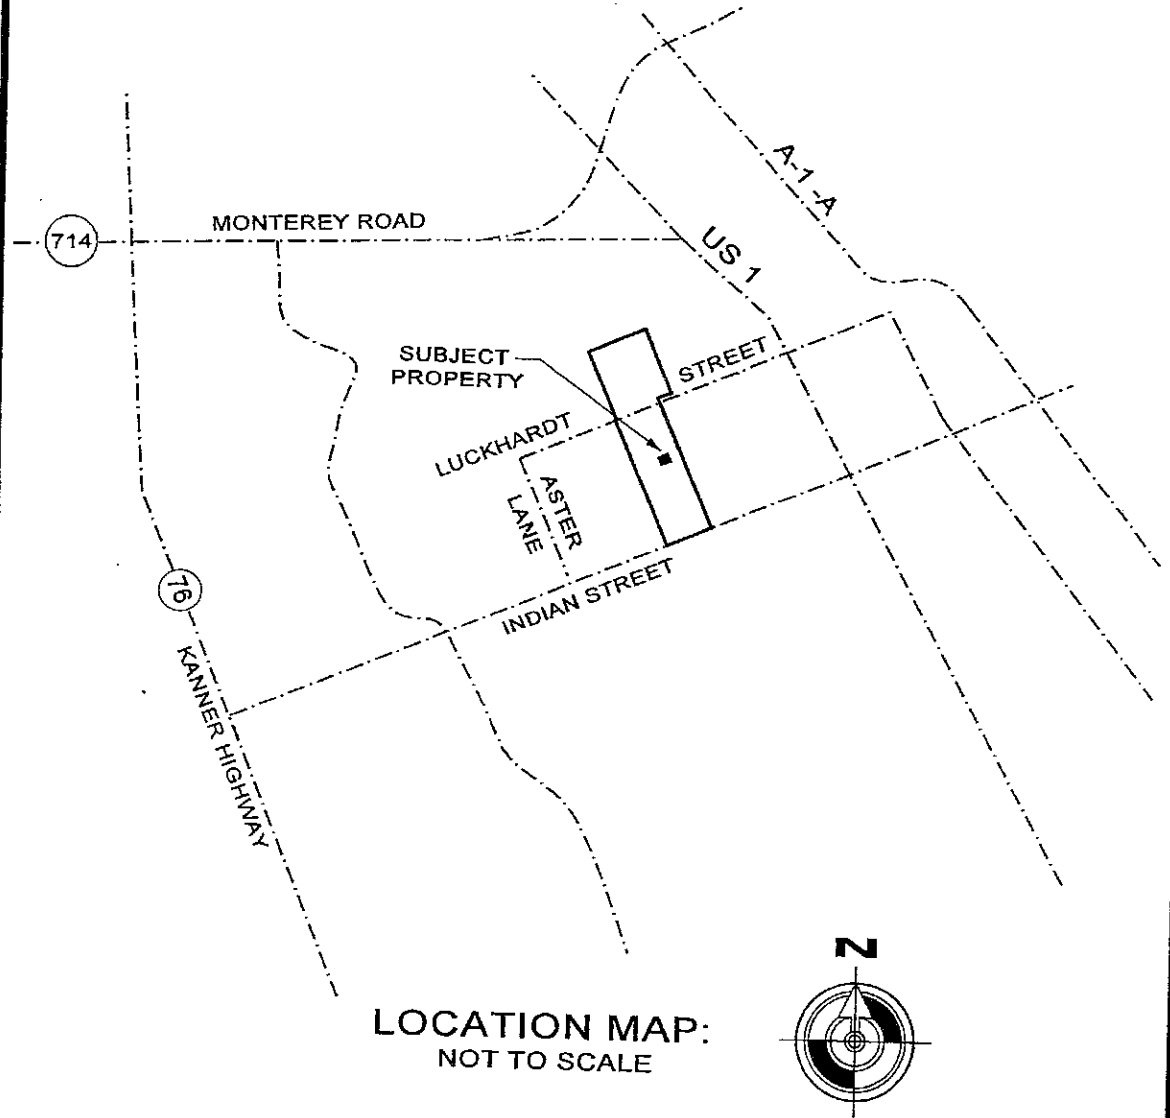 A-1-A
MONTEREY ROAD
714
US 1
SUBJECT
PROPERTY
STREET
LUCKHARDT
ASTER
LANE
INDIAN STREET
76
KANNER HIGHWAY
N
LOCATION MAP:
NOT TO SCALE